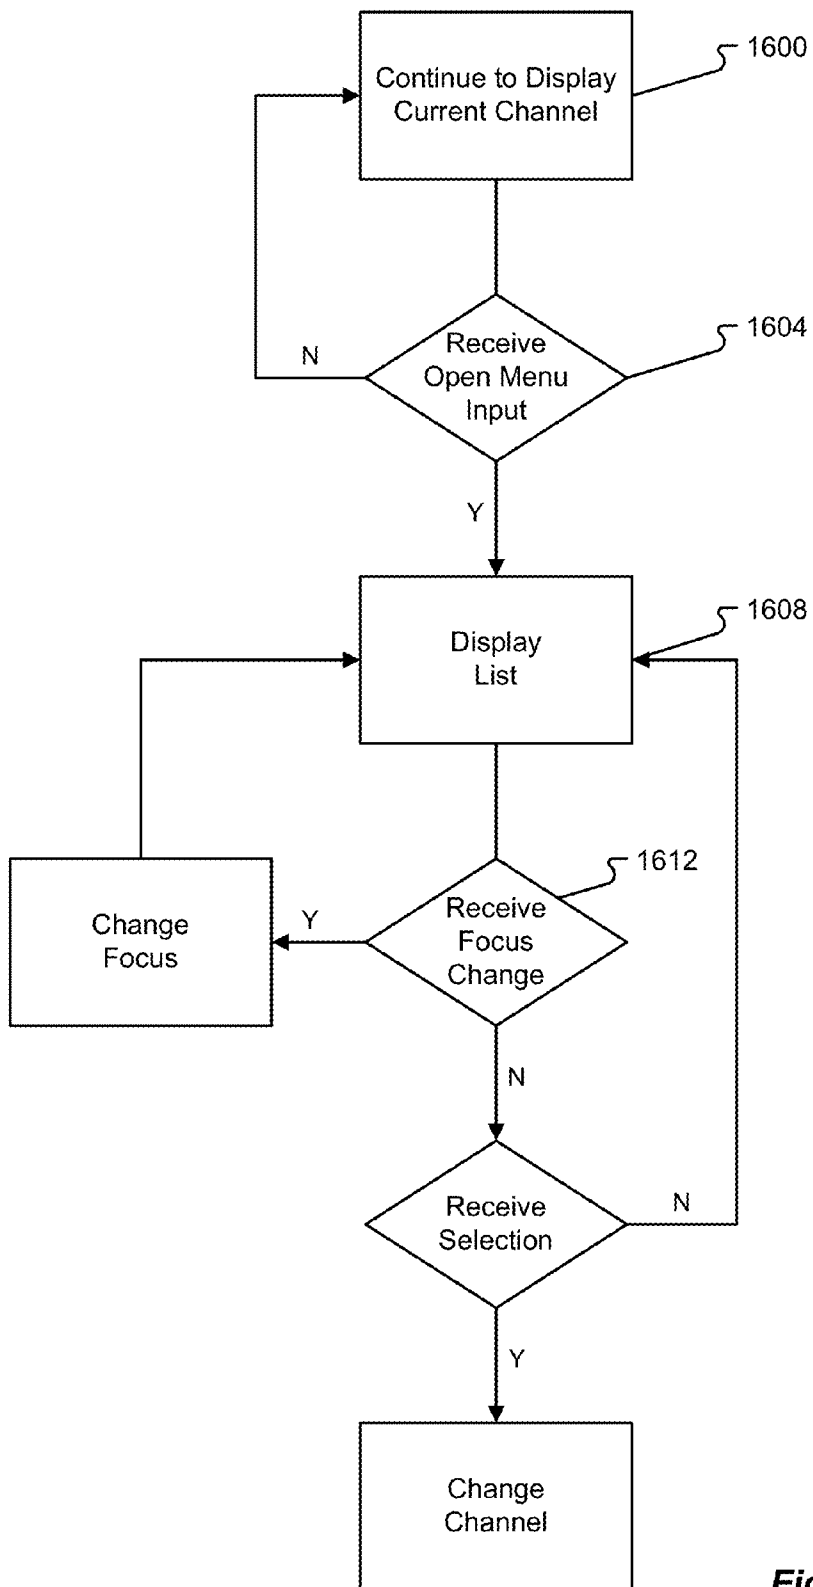 Continue to Display
Current Channel
1600
Receive
Open Menu
Input
1604
N
Y
Display
List
1608
Change
Focus
Y
Receive
Focus
Change
1612
N
Receive
Selection
N
Y
Change
Channel